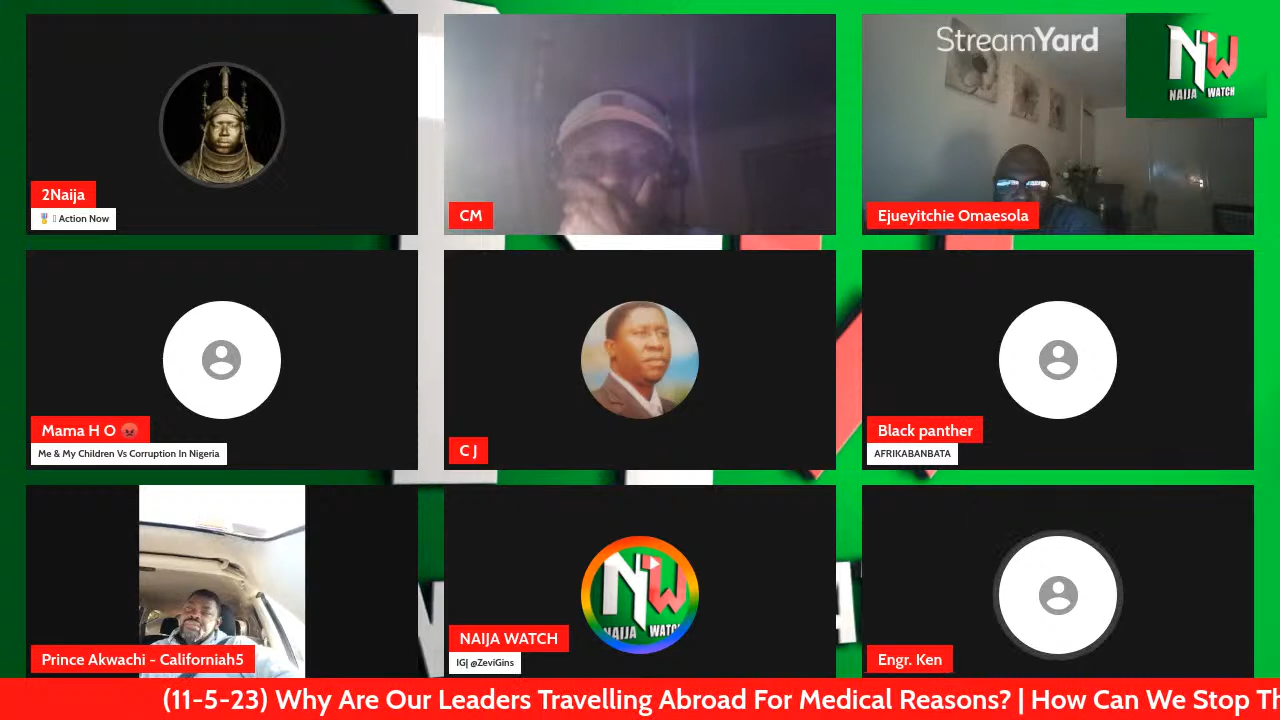 StreamYard
NAIJA WATCH
2Naija
Action Now
CM
Ejueyitchie Omaesola
Mama H O 😡
Me & My Children Vs Corruption In Nigeria
C J
Black panther
AFRIKABANBATA
Prince Akwachi - Californiah5
NAIJA WATCH
NAIJA WATCH
IG| @ZeviGins
Engr. Ken
(11-5-23) Why Are Our Leaders Travelling Abroad For Medical Reasons? | How Can We Stop Th